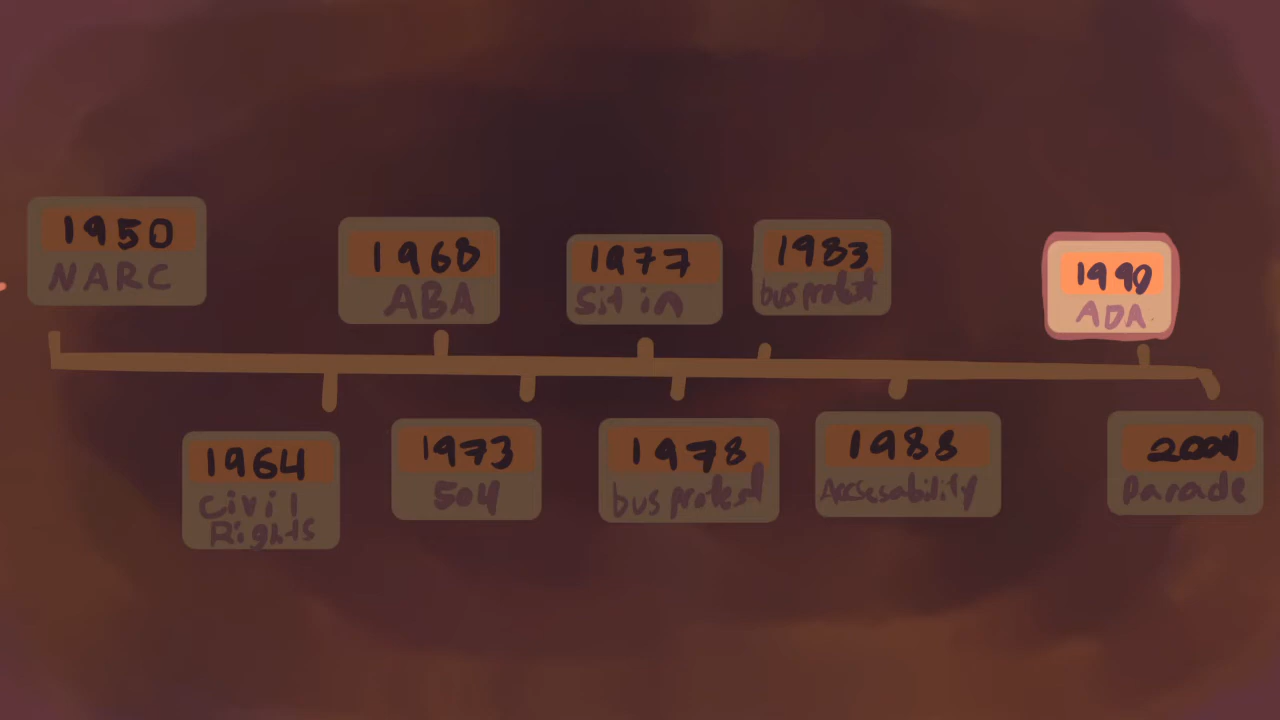 1950
NARC
1968
ABA
1977
Sit in
1983
bus protest
1990
ADA
1964
Civil
Rights
1973
504
1978
bus protest
1988
Accsesability
2004
Parade